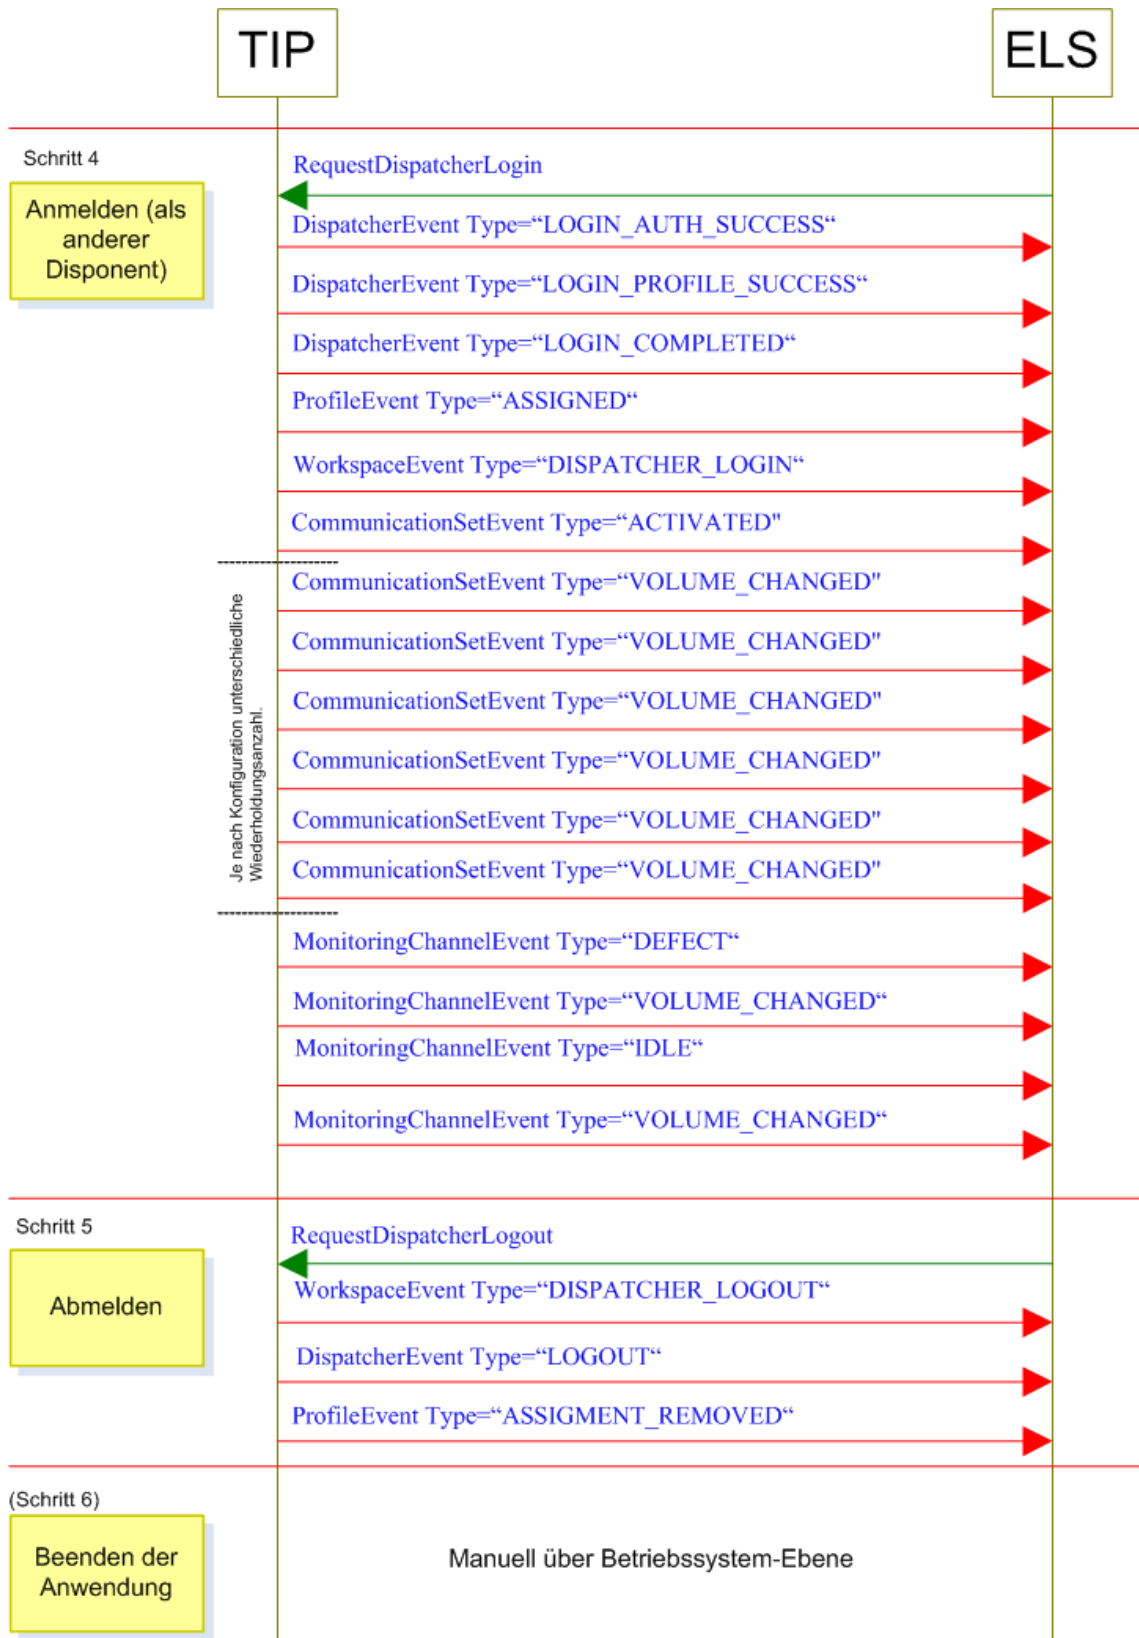 TIP
ELS
Schritt 4
Anmelden (als
anderer
Disponent)
RequestDispatcherLogin
DispatcherEvent Type=“LOGIN_AUTH_SUCCESS“
DispatcherEvent Type=“LOGIN_PROFILE_SUCCESS“
DispatcherEvent Type=“LOGIN_COMPLETED“
ProfileEvent Type=“ASSIGNED“
WorkspaceEvent Type=“DISPATCHER_LOGIN“
CommunicationSetEvent Type=“ACTIVATED"
Je nach Konfiguration unterschiedliche
Wiederholdungsanzahl.
CommunicationSetEvent Type=“VOLUME_CHANGED"
CommunicationSetEvent Type=“VOLUME_CHANGED"
CommunicationSetEvent Type=“VOLUME_CHANGED"
CommunicationSetEvent Type=“VOLUME_CHANGED"
CommunicationSetEvent Type=“VOLUME_CHANGED"
CommunicationSetEvent Type=“VOLUME_CHANGED"
MonitoringChannelEvent Type=“DEFECT“
MonitoringChannelEvent Type=“VOLUME_CHANGED“
MonitoringChannelEvent Type=“IDLE“
MonitoringChannelEvent Type=“VOLUME_CHANGED“
Schritt 5
Abmelden
RequestDispatcherLogout
WorkspaceEvent Type=“DISPATCHER_LOGOUT“
DispatcherEvent Type=“LOGOUT“
ProfileEvent Type=“ASSIGMENT_REMOVED“
(Schritt 6)
Beenden der
Anwendung
Manuell über Betriebssystem-Ebene